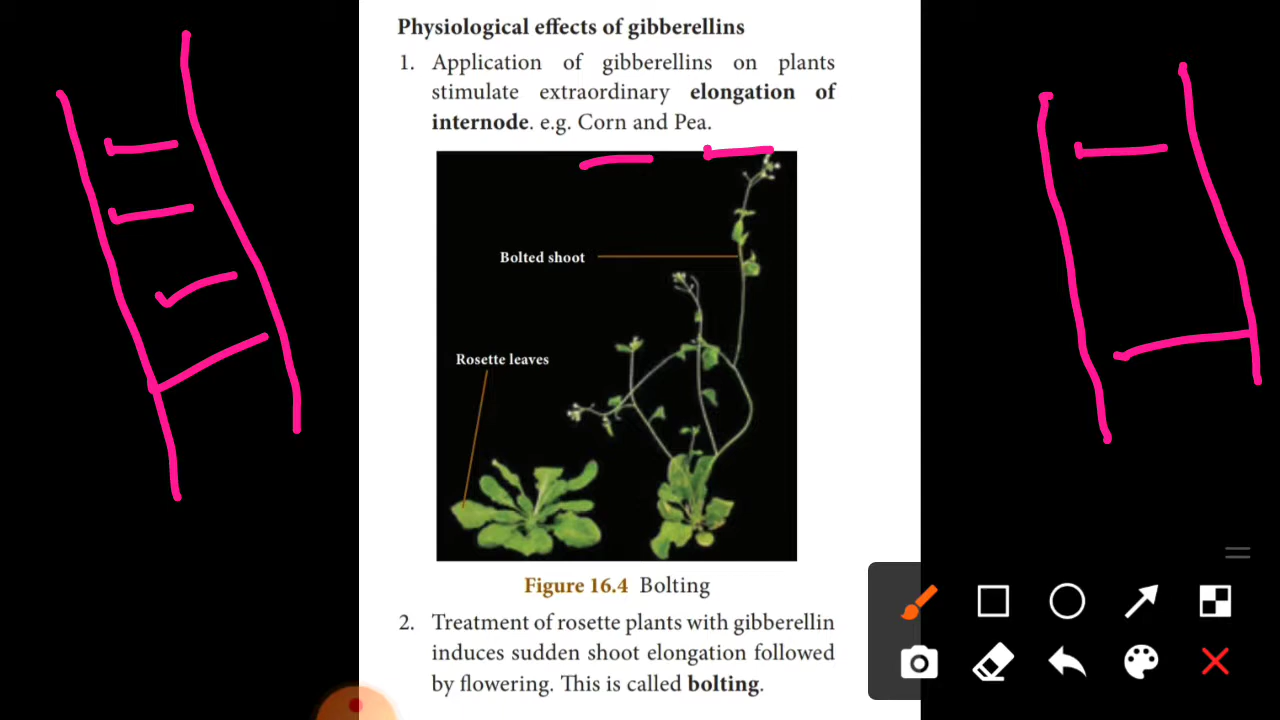 Physiological effects of gibberellins
1. Application of gibberellins on plants
stimulate extraordinary elongation of
internode. e.g. Corn and Pea.
Bolted shoot
Rosette leaves
Figure 16.4 Bolting
2. Treatment of rosette plants with gibberellin
induces sudden shoot elongation followed
by flowering. This is called bolting.